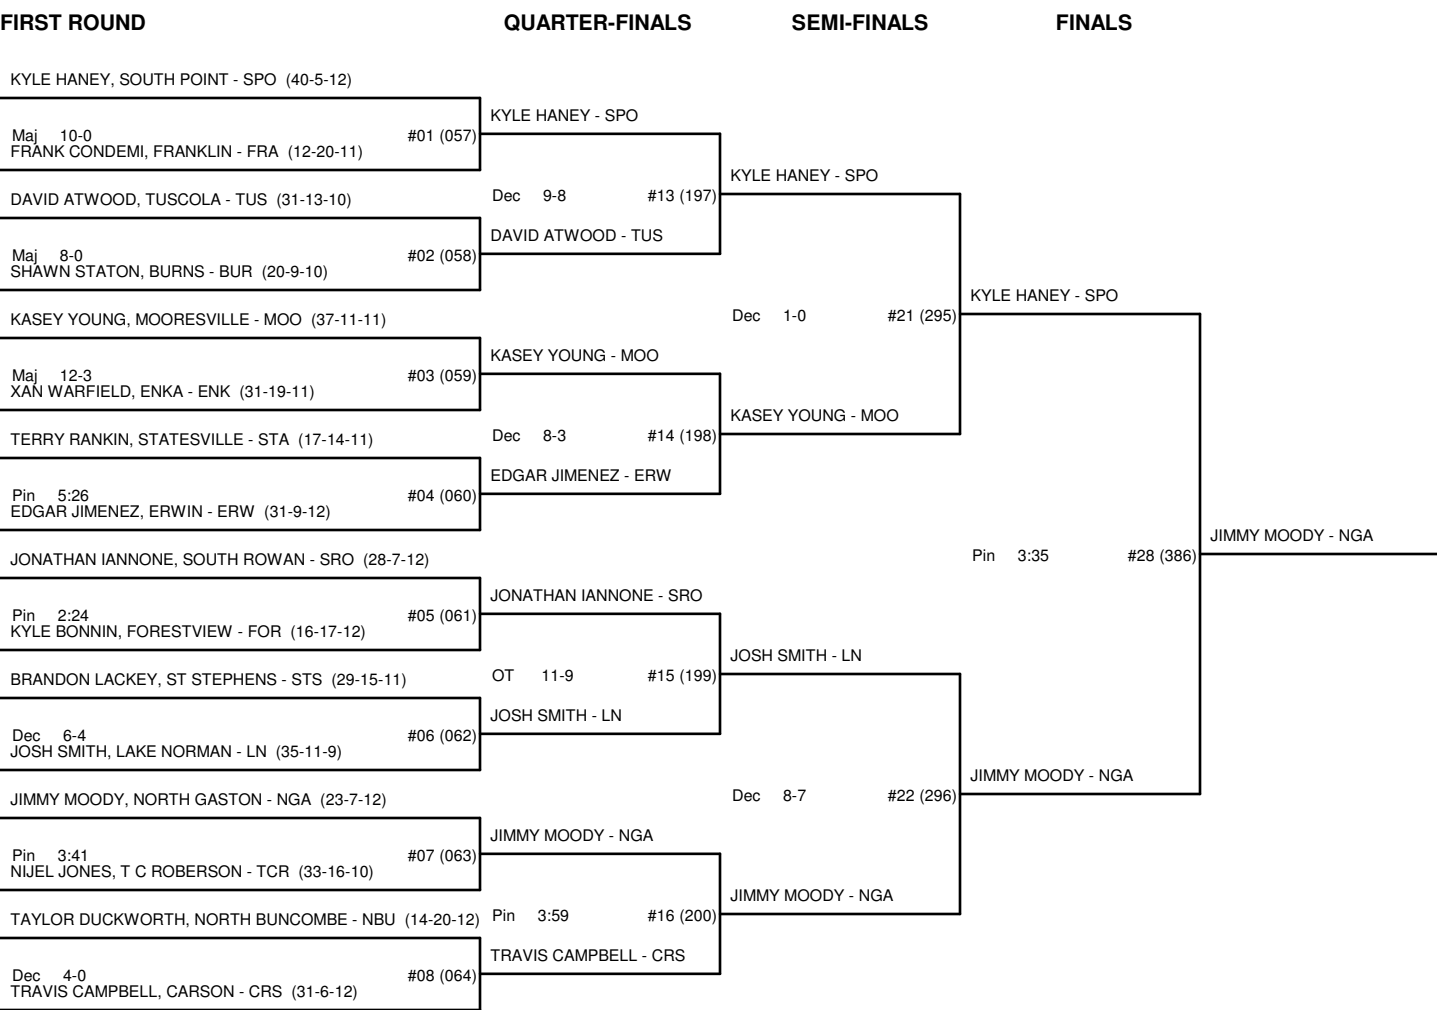 FIRST ROUND QUARTER-FINALS SEMI-FINALS FINALS
KYLE HANEY, SOUTH POINT - SPO (40-5-12)
Maj 10-0 #01 (057)
FRANK CONDEMI, FRANKLIN - FRA (12-20-11)
DAVID ATWOOD, TUSCOLA - TUS (31-13-10)
Maj 8-0 #02 (058)
SHAWN STATON, BURNS - BUR (20-9-10)
KASEY YOUNG, MOORESVILLE - MOO (37-11-11)
Maj 12-3 #03 (059)
XAN WARFIELD, ENKA - ENK (31-19-11)
TERRY RANKIN, STATESVILLE - STA (17-14-11)
Pin 5:26 #04 (060)
EDGAR JIMENEZ, ERWIN - ERW (31-9-12)
JONATHAN IANNONE, SOUTH ROWAN - SRO (28-7-12)
Pin 2:24 #05 (061)
KYLE BONNIN, FORESTVIEW - FOR (16-17-12)
BRANDON LACKEY, ST STEPHENS - STS (29-15-11)
Dec 6-4 #06 (062)
JOSH SMITH, LAKE NORMAN - LN (35-11-9)
JIMMY MOODY, NORTH GASTON - NGA (23-7-12)
Pin 3:41 #07 (063)
NIJEL JONES, T C ROBERSON - TCR (33-16-10)
TAYLOR DUCKWORTH, NORTH BUNCOMBE - NBU (14-20-12)
Dec 4-0 #08 (064)
TRAVIS CAMPBELL, CARSON - CRS (31-6-12)
KYLE HANEY - SPO
Dec 9-8 #13 (197)
DAVID ATWOOD - TUS
KASEY YOUNG - MOO
Dec 8-3 #14 (198)
EDGAR JIMENEZ - ERW
JONATHAN IANNONE - SRO
OT 11-9 #15 (199)
JOSH SMITH - LN
JIMMY MOODY - NGA
Pin 3:59 #16 (200)
TRAVIS CAMPBELL - CRS
KYLE HANEY - SPO
Dec 1-0 #21 (295)
KASEY YOUNG - MOO
JOSH SMITH - LN
Dec 8-7 #22 (296)
JIMMY MOODY - NGA
KYLE HANEY - SPO
Pin 3:35 #28 (386)
JIMMY MOODY - NGA
JIMMY MOODY - NGA